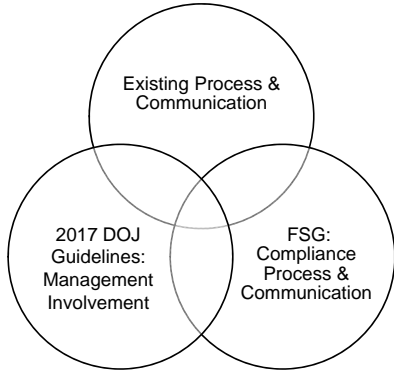 Existing Process &
Communication
2017 DOJ
Guidelines:
Management
Involvement
FSG:
Compliance
Process &
Communication